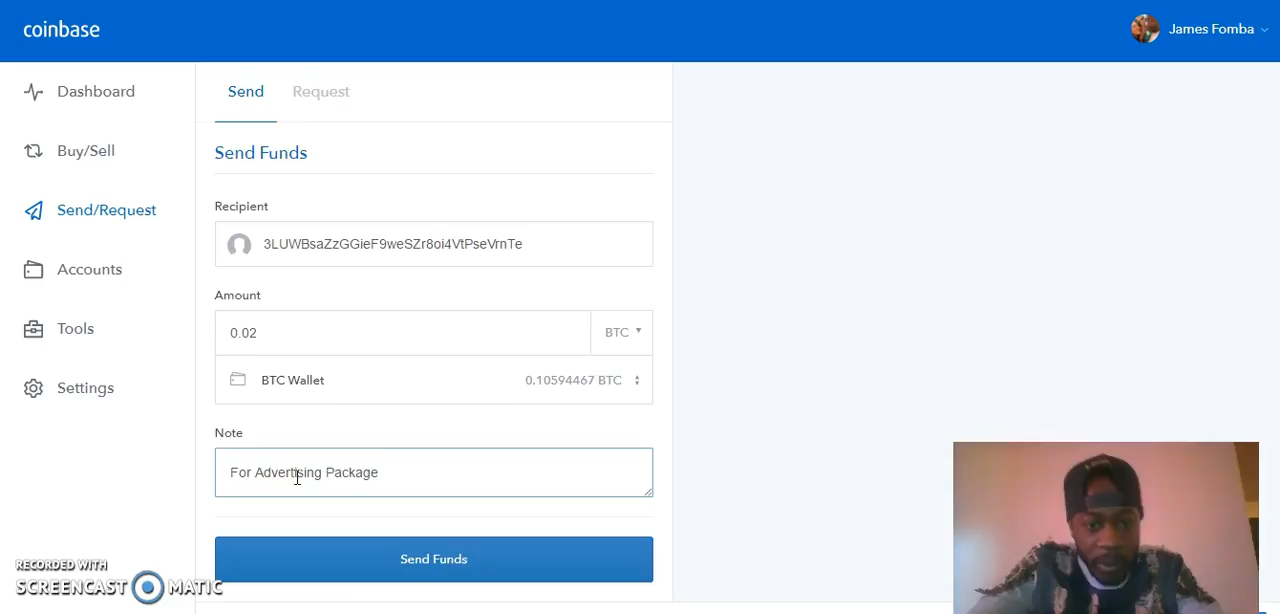 coinbase
James Fomba
Dashboard
Send
Request
Buy/Sell
Send Funds
Send/Request
Recipient
3LUWBsaZzGGieF9weSZr8oi4VtPseVrnTe
Accounts
Amount
0.02
BTC
Tools
BTC Wallet
0.10594467 BTC
Settings
Note
For Advertising Package
Send Funds
RECORDED WITH
SCREENCAST MATIC